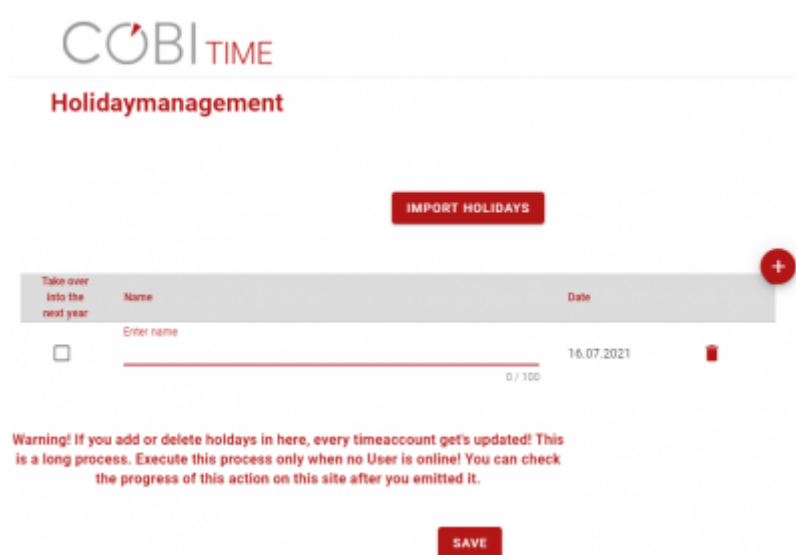 COBI TIME
Holidaymanagement
IMPORT HOLIDAYS
+
Take over
into the
next year
Name
Date
Enter name
16.07.2021
0 / 100
Warning! If you add or delete holdays in here, every timeaccount get's updated! This
is a long process. Execute this process only when no User is online! You can check
the progress of this action on this site after you emitted it.
SAVE